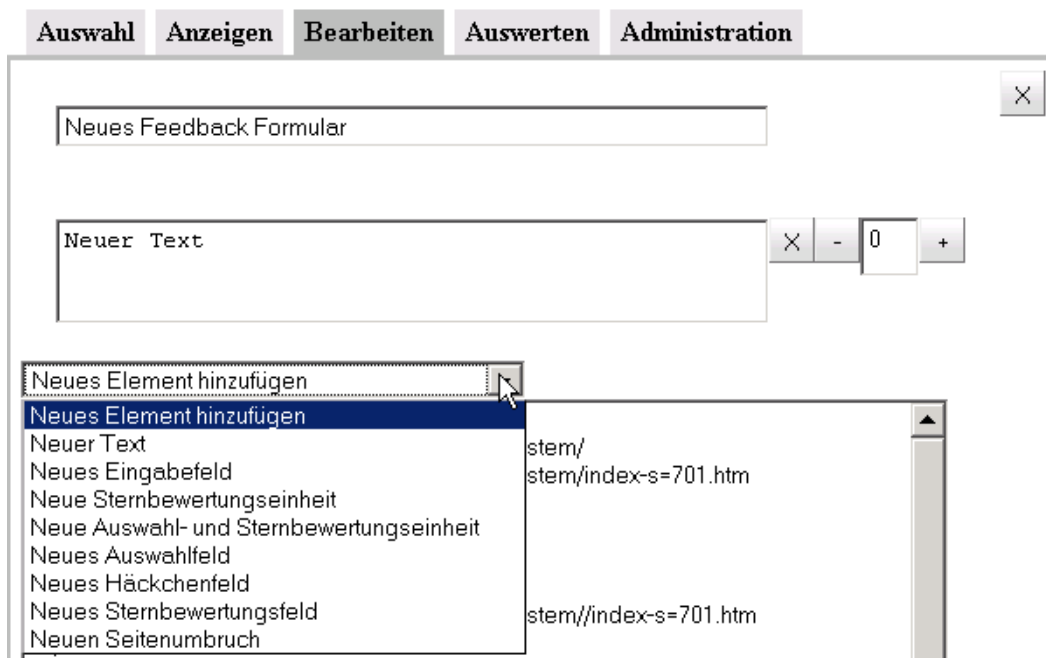 Auswahl Anzeigen Bearbeiten Auswerten Administration
X
Neues Feedback Formular
Neuer Text
X - 0 +
Neues Element hinzufügen
Neues Element hinzufügen
Neuer Text
stem/
Neues Eingabefeld
stem/index-s=701.htm
Neue Sternbewertungseinheit
Neue Auswahl- und Sternbewertungseinheit
Neues Auswahlfeld
Neues Häckchenfeld
Neues Sternbewertungsfeld
stem//index-s=701.htm
Neuen Seitenumbruch